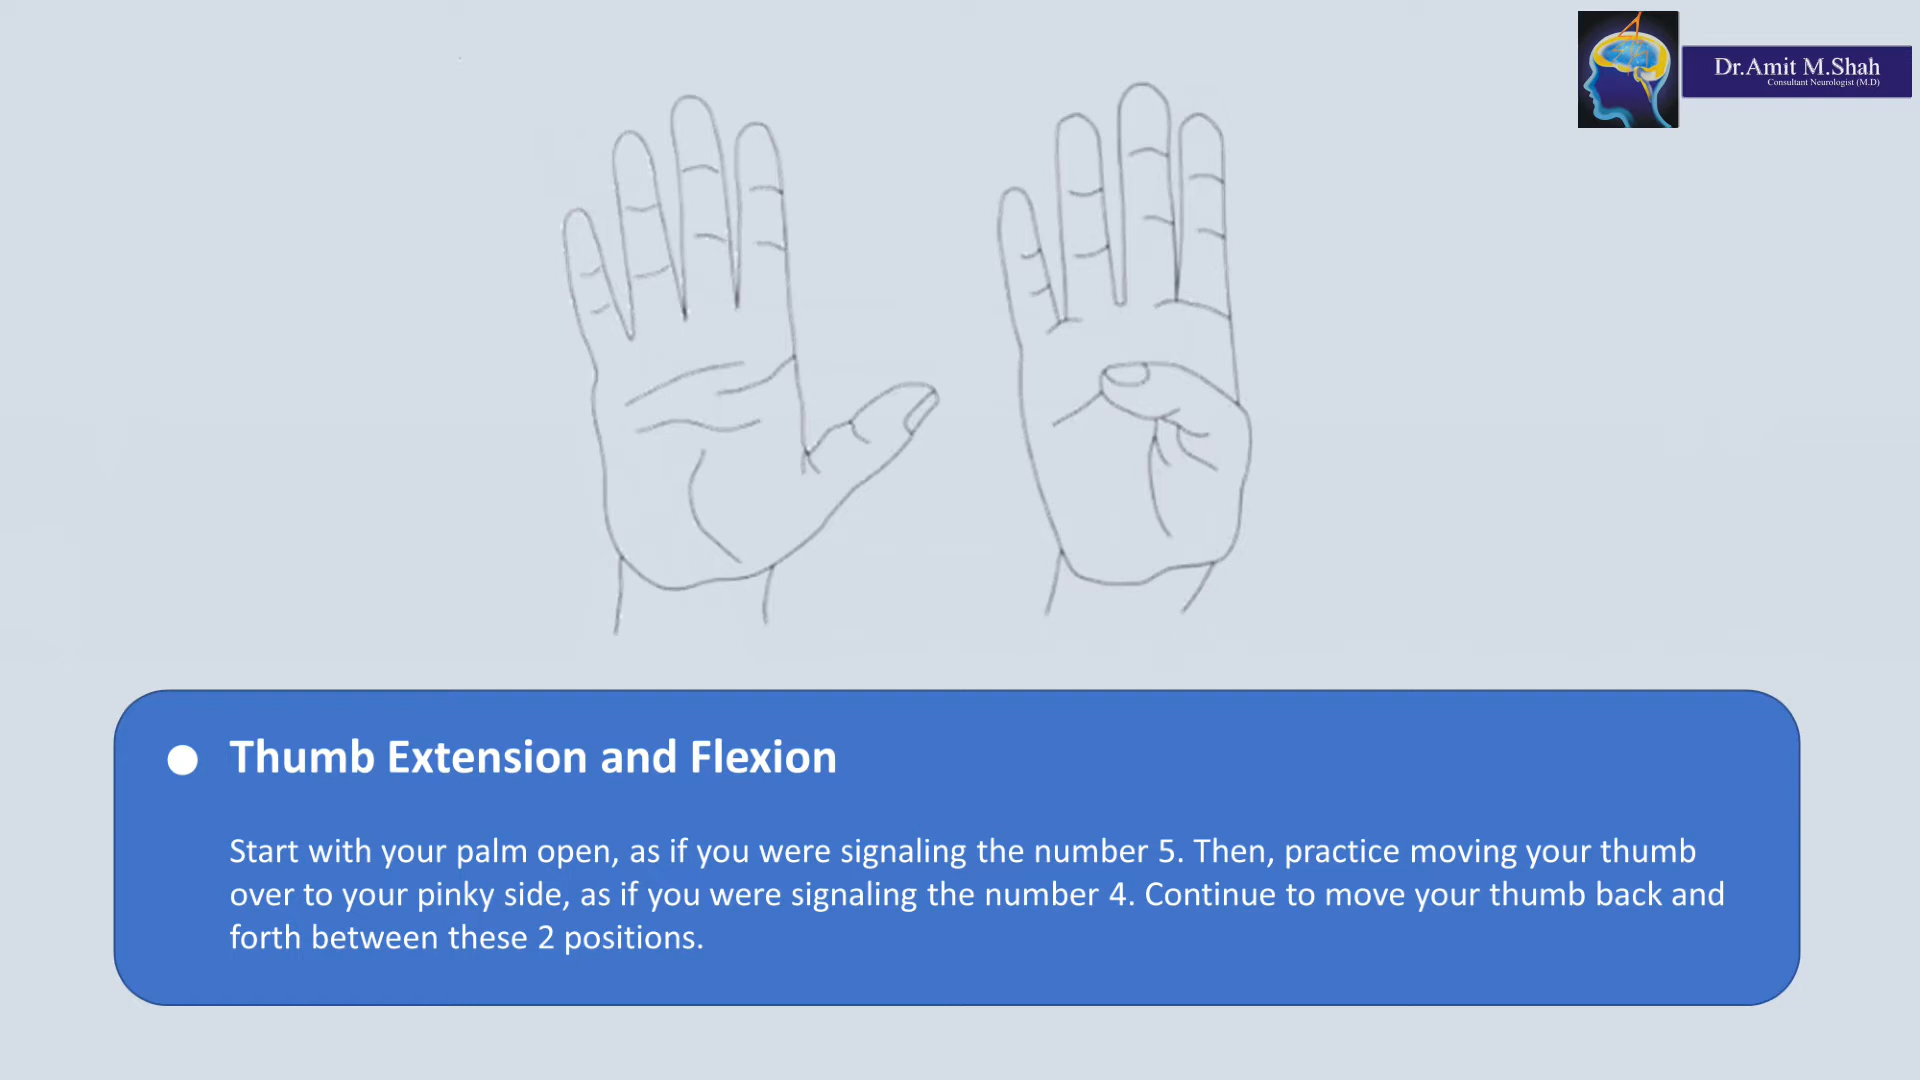 Dr.Amit M.Shah
Consultant Neurologist (M.D)
Thumb Extension and Flexion
Start with your palm open, as if you were signaling the number 5. Then, practice moving your thumb
over to your pinky side, as if you were signaling the number 4. Continue to move your thumb back and
forth between these 2 positions.